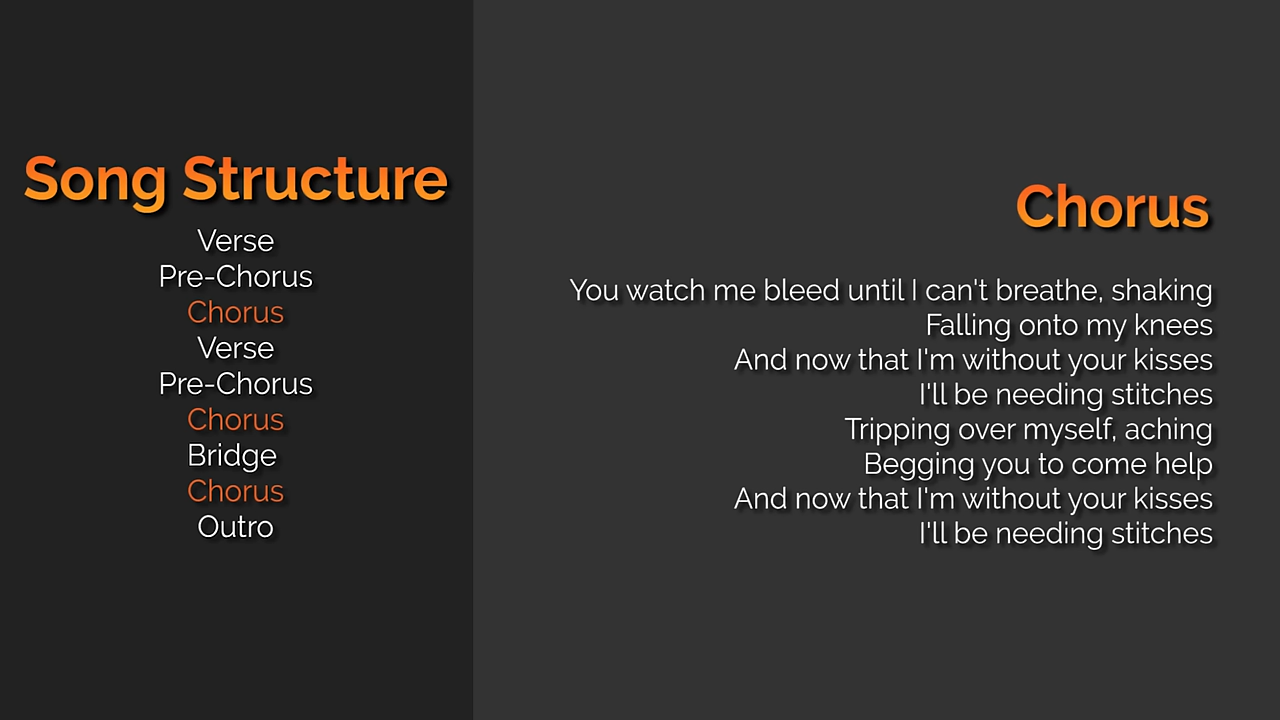 Song Structure
Verse
Pre-Chorus
Chorus
Verse
Pre-Chorus
Chorus
Bridge
Chorus
Outro
Chorus
You watch me bleed until I can't breathe, shaking
Falling onto my knees
And now that I'm without your kisses
I'll be needing stitches
Tripping over myself, aching
Begging you to come help
And now that I'm without your kisses
I'll be needing stitches